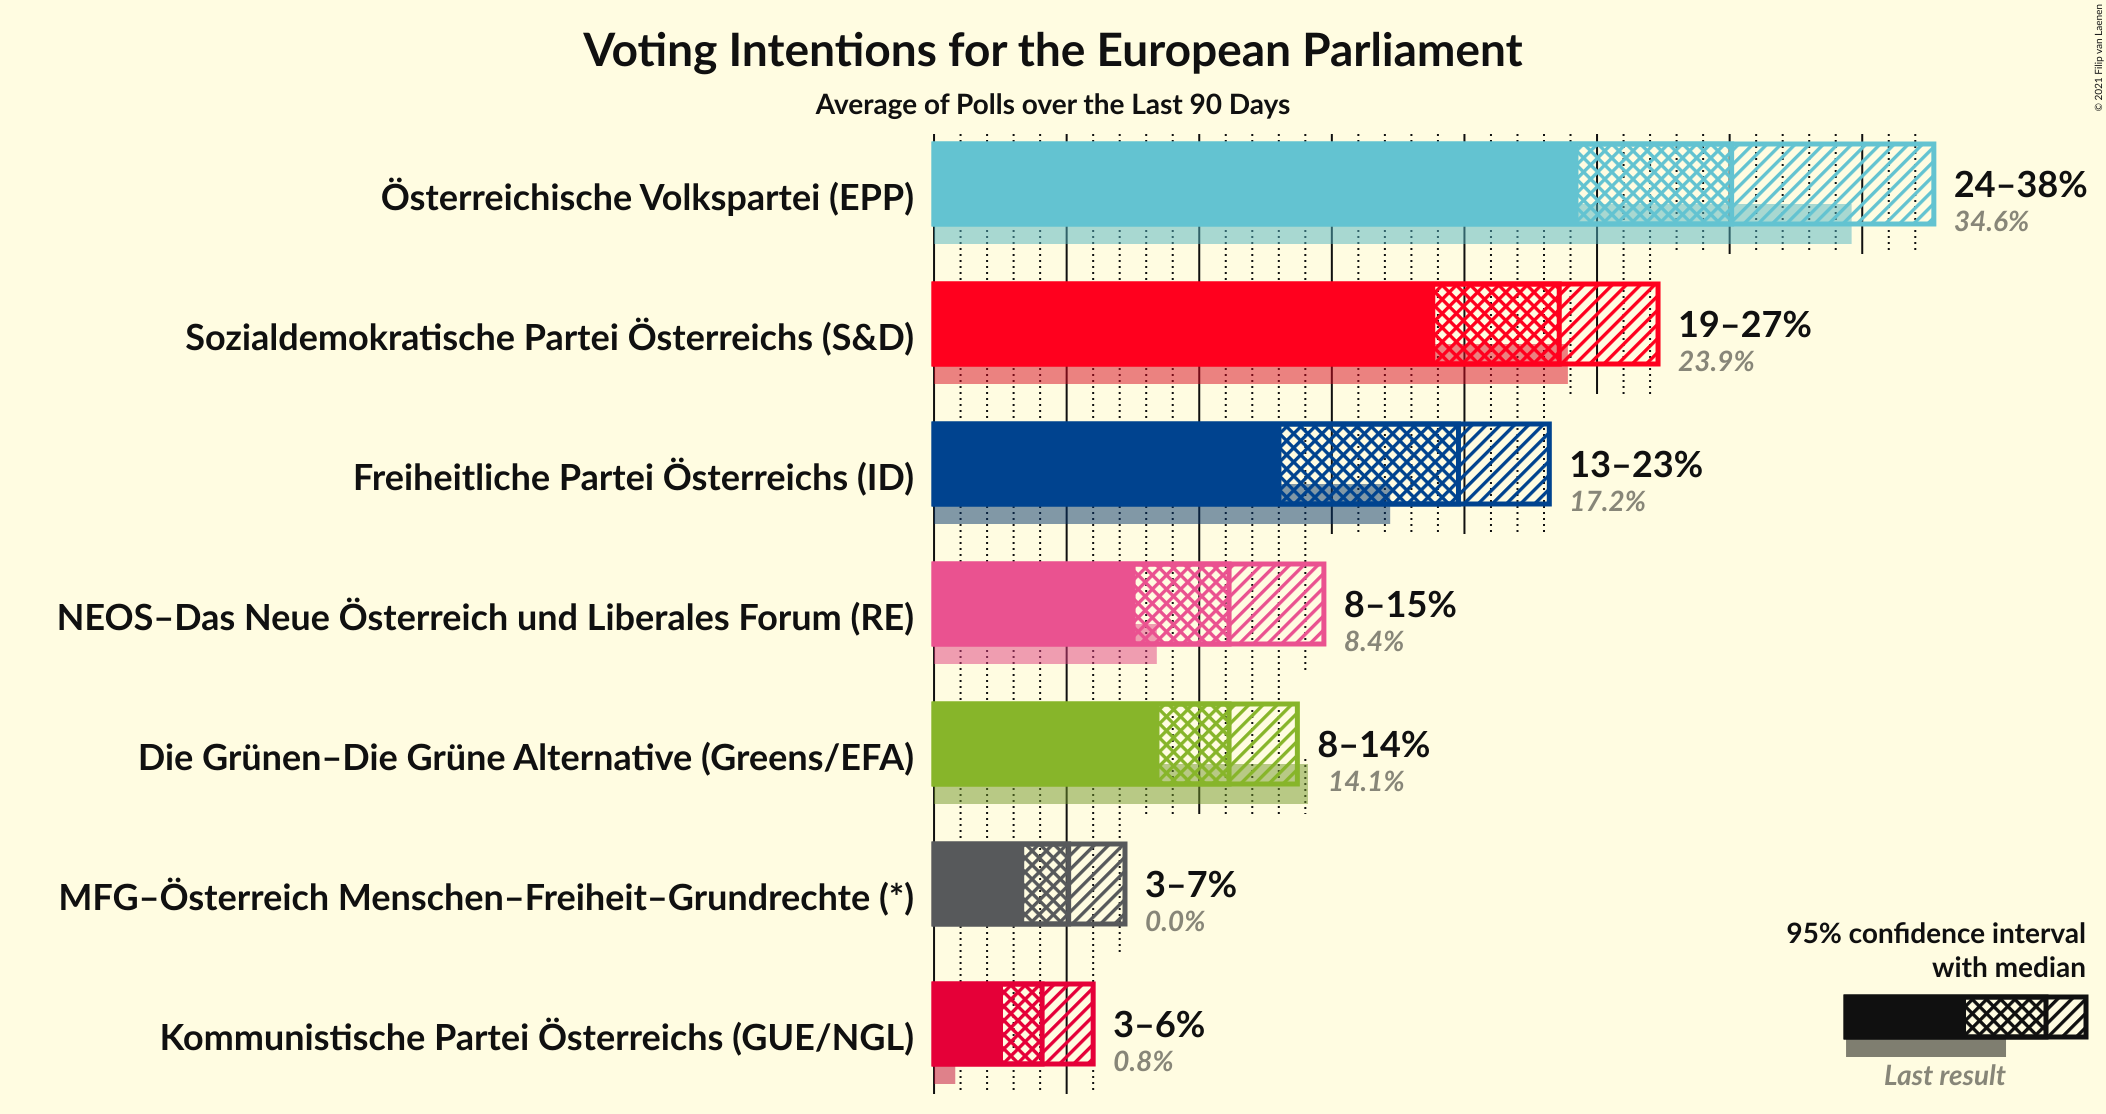 Voting Intentions for the European Parliament
Average of Polls over the Last 90 Days
© 2021 Filip van Laenen
Österreichische Volkspartei (EPP)
24–38%
34.6%
Sozialdemokratische Partei Österreichs (S&D)
19–27%
23.9%
Freiheitliche Partei Österreichs (ID)
13–23%
17.2%
NEOS–Das Neue Österreich und Liberales Forum (RE)
8–15%
8.4%
Die Grünen–Die Grüne Alternative (Greens/EFA)
8–14%
14.1%
MFG–Österreich Menschen–Freiheit–Grundrechte (*)
3–7%
0.0%
Kommunistische Partei Österreichs (GUE/NGL)
3–6%
0.8%
95% confidence interval
with median
Last result